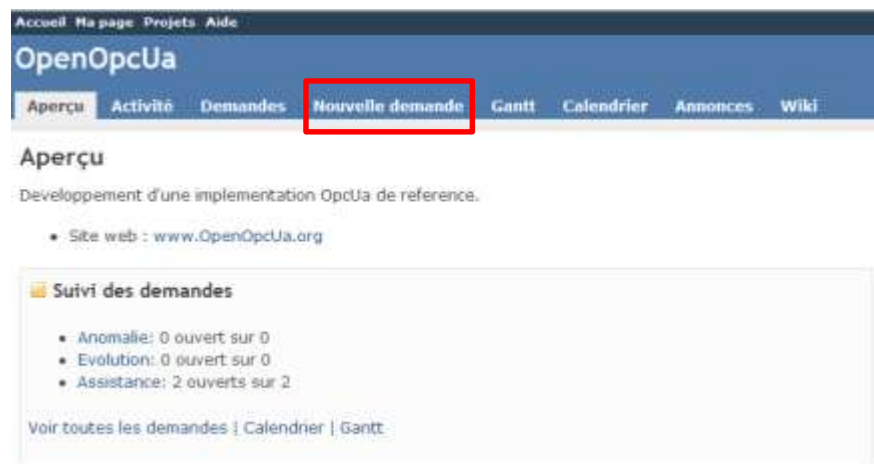 Accueil Ma page Projets Aide
OpenOpcUa
Aperçu Activité Demandes Nouvelle demande Gantt Calendrier Annonces Wiki
Aperçu
Developpement d'une implementation OpcUa de reference.
• Site web : www.OpenOpcUa.org
Suivi des demandes
• Anomalie: 0 ouvert sur 0
• Evolution: 0 ouvert sur 0
• Assistance: 2 ouverts sur 2
Voir toutes les demandes | Calendrier | Gantt